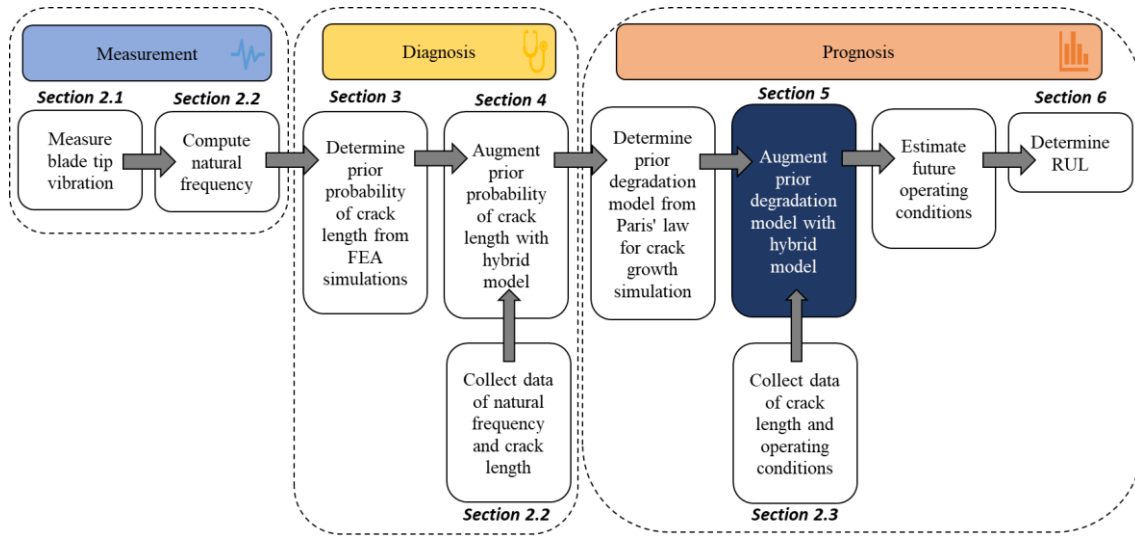 Measurement
Diagnosis
Prognosis
Section 2.1
Section 2.2
Section 3
Section 4
Section 5
Section 6
Measure
blade tip
vibration
Compute
natural
frequency
Determine
prior
probability
of crack
length from
FEA
simulations
Augment
prior
probability
of crack
length with
hybrid
model
Determine
prior
degradation
model from
Paris' law
for crack
growth
simulation
Augment
prior
degradation
model with
hybrid
model
Estimate
future
operating
conditions
Determine
RUL
Collect data
of natural
frequency
and crack
length
Section 2.2
Collect data
of crack
length and
operating
conditions
Section 2.3